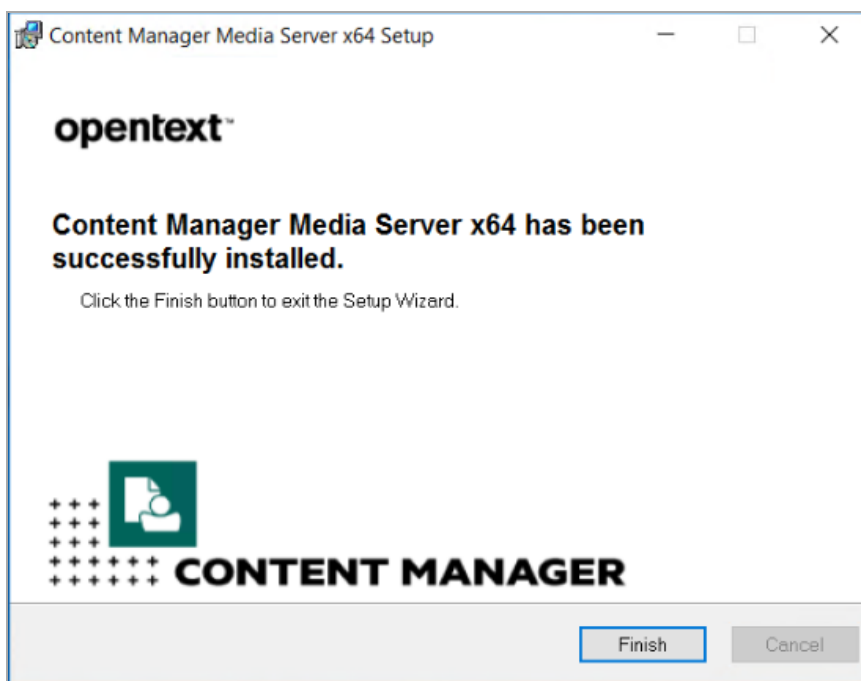 Content Manager Media Server x64 Setup
opentext™
Content Manager Media Server x64 has been
successfully installed.
Click the Finish button to exit the Setup Wizard.
CONTENT MANAGER
Finish
Cancel